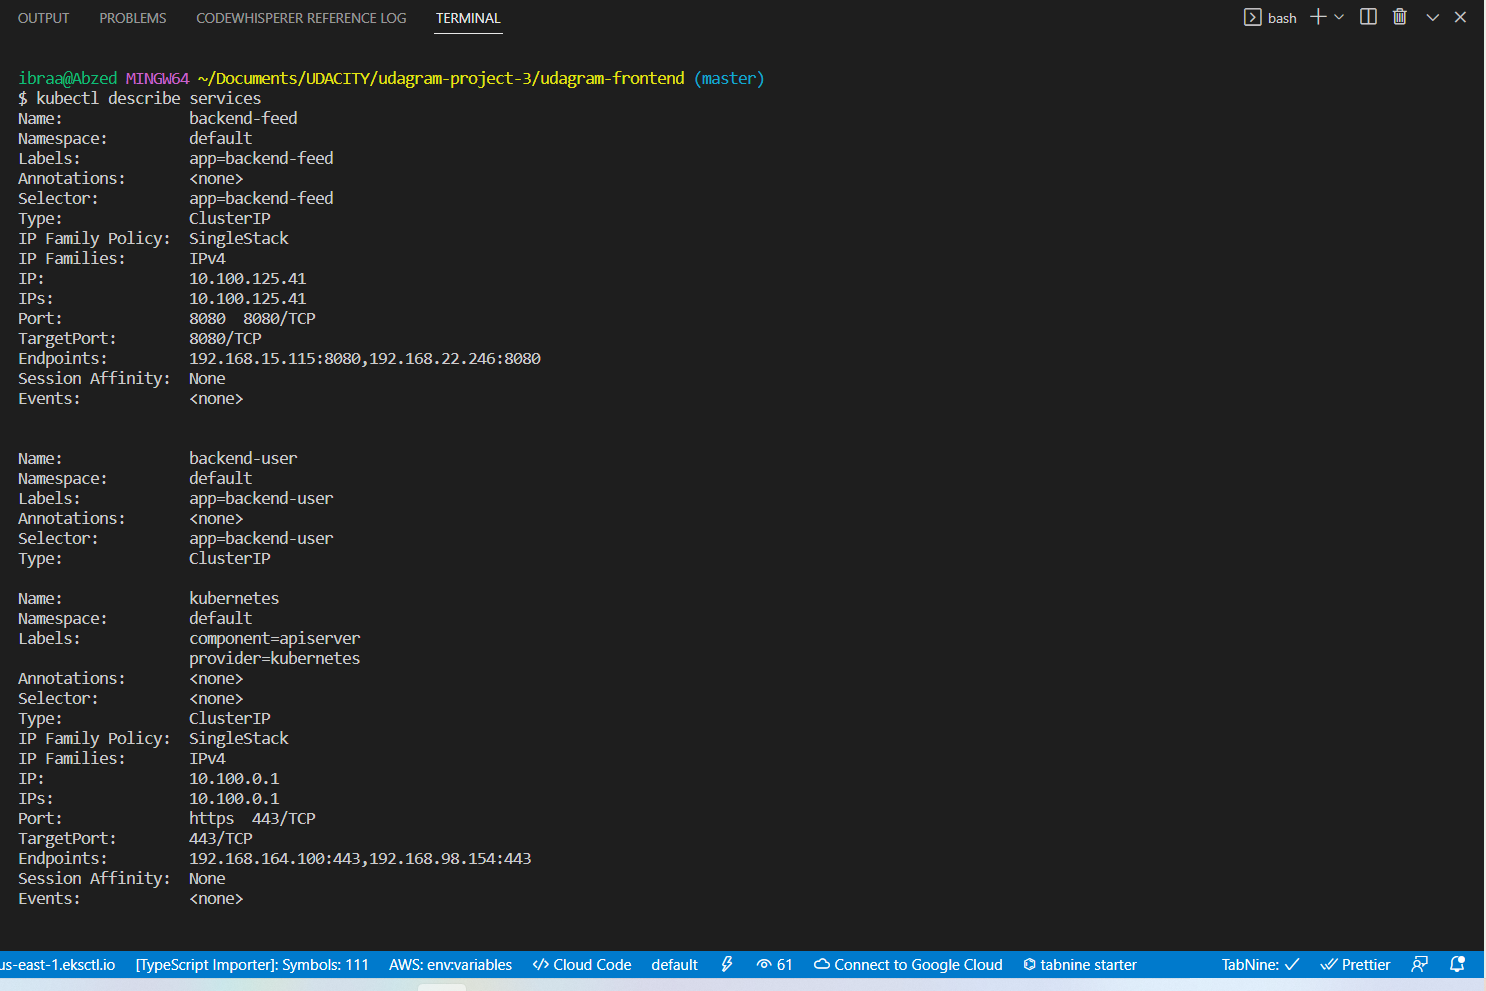 OUTPUT PROBLEMS CODEWHISPERER REFERENCE LOG TERMINAL bash
ibraa@Abzed MINGW64 ~/Documents/UDACITY/udagram-project-3/udagram-frontend (master)
$ kubectl describe services
Name: backend-feed
Namespace: default
Labels: app=backend-feed
Annotations: <none>
Selector: app=backend-feed
Type: ClusterIP
IP Family Policy: SingleStack
IP Families: IPv4
IP: 10.100.125.41
IPs: 10.100.125.41
Port: 8080 8080/TCP
TargetPort: 8080/TCP
Endpoints: 192.168.15.115:8080,192.168.22.246:8080
Session Affinity: None
Events: <none>
Name: backend-user
Namespace: default
Labels: app=backend-user
Annotations: <none>
Selector: app=backend-user
Type: ClusterIP
Name: kubernetes
Namespace: default
Labels: component=apiserver
provider=kubernetes
Annotations: <none>
Selector: <none>
Type: ClusterIP
IP Family Policy: SingleStack
IP Families: IPv4
IP: 10.100.0.1
IPs: 10.100.0.1
Port: https 443/TCP
TargetPort: 443/TCP
Endpoints: 192.168.164.100:443,192.168.98.154:443
Session Affinity: None
Events: <none>
us-east-1.eksctl.io [TypeScript Importer]: Symbols: 111 AWS: env:variables </> Cloud Code default 61 Connect to Google Cloud tabnine starter TabNine: ✓ Prettier